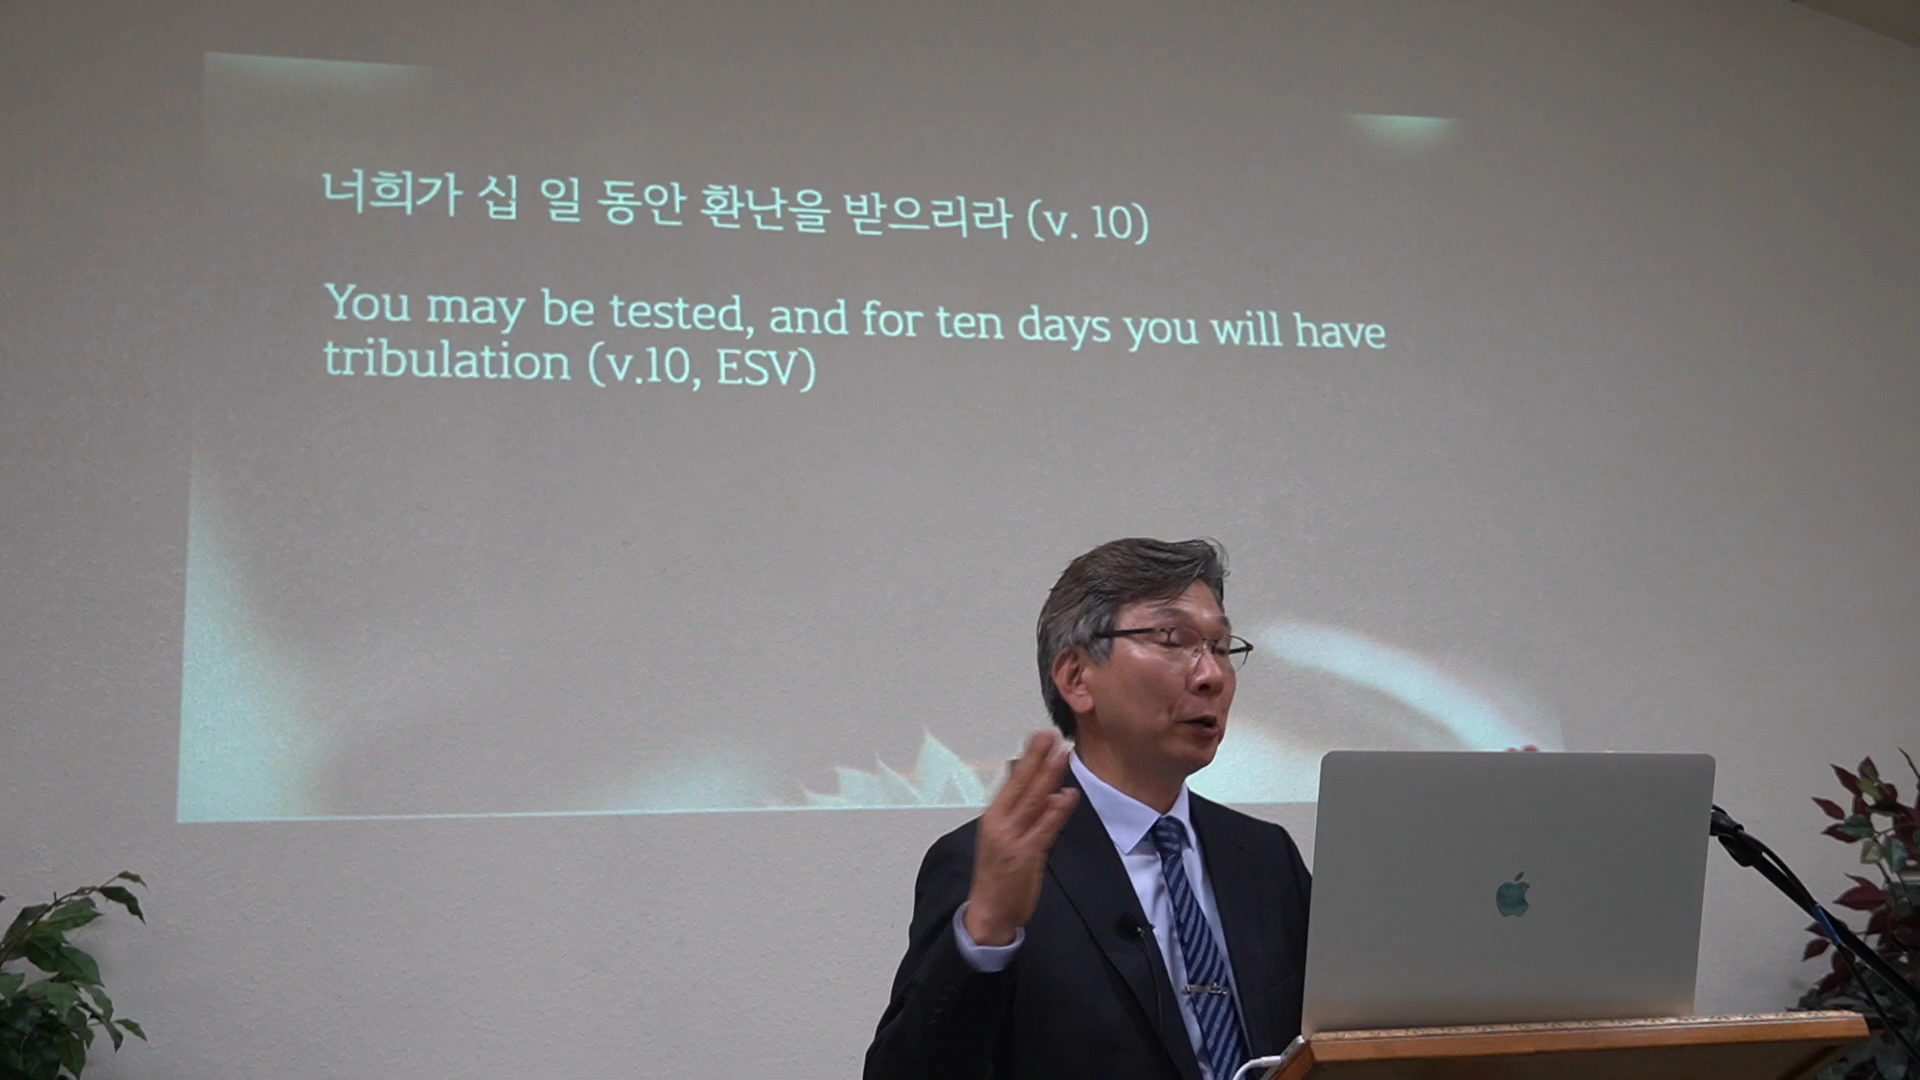 너희가 십 일 동안 환난을 받으리라 (v. 10)
You may be tested, and for ten days you will have
tribulation (v.10, ESV)